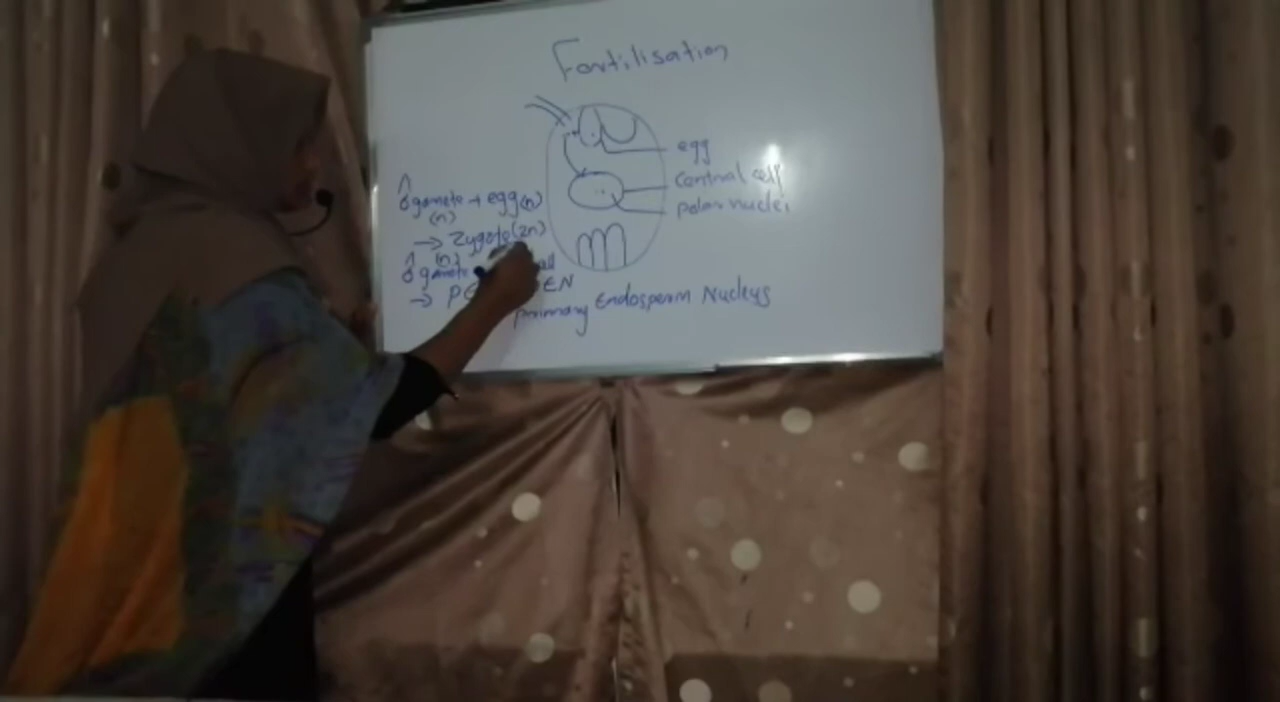 Fertilisation
egg
Central cell
polar nuclei
♂ gamete + egg(n)
(n)
→ Zygote(2n)
(n)
♂ gamete
→ EN
primary Endosperm Nucleus